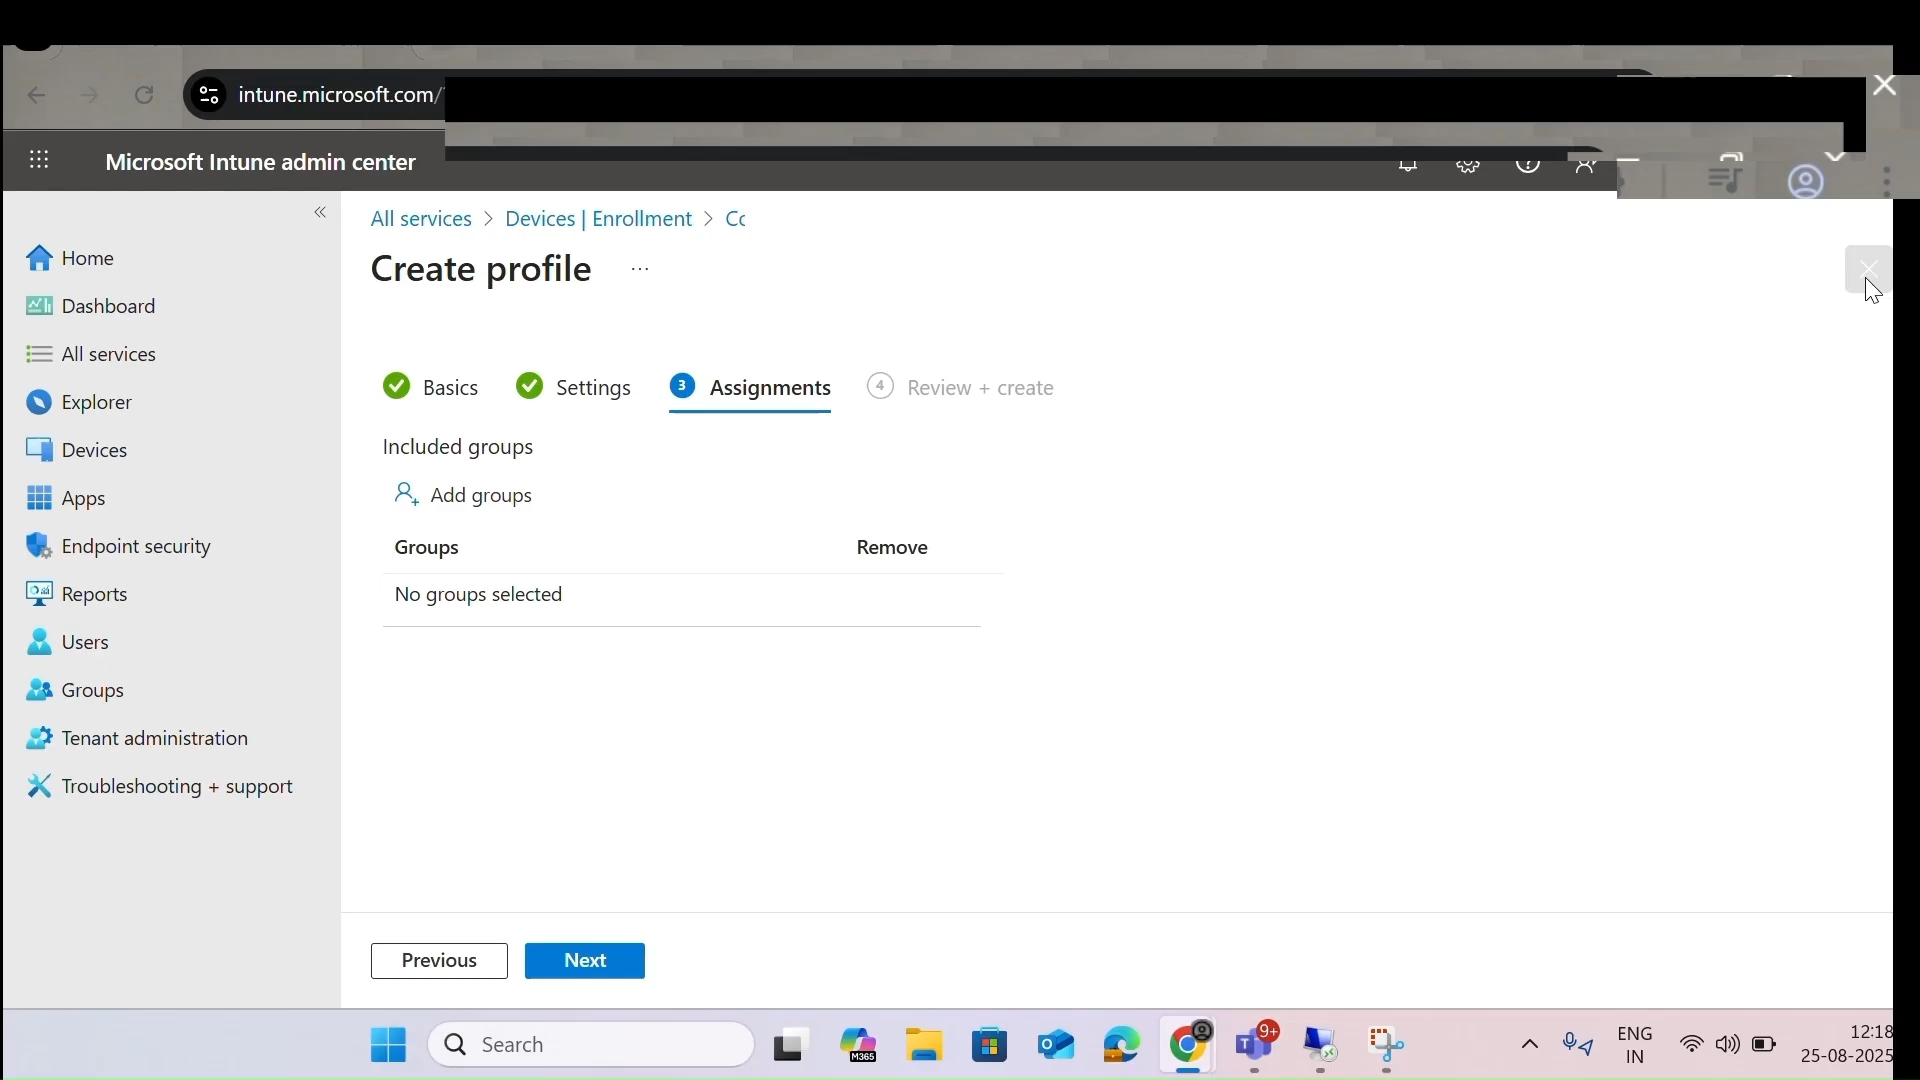 intune.microsoft.com/
Microsoft Intune admin center
All services > Devices | Enrollment > Cc
Create profile ...
Home
Dashboard
All services
Explorer
Devices
Apps
Endpoint security
Reports
Users
Groups
Tenant administration
Troubleshooting + support
Basics
Settings
3 Assignments
4 Review + create
Included groups
Add groups
Groups Remove
No groups selected
Previous
Next
Search
M365
9+
ENG
IN
12:18
25-08-2025